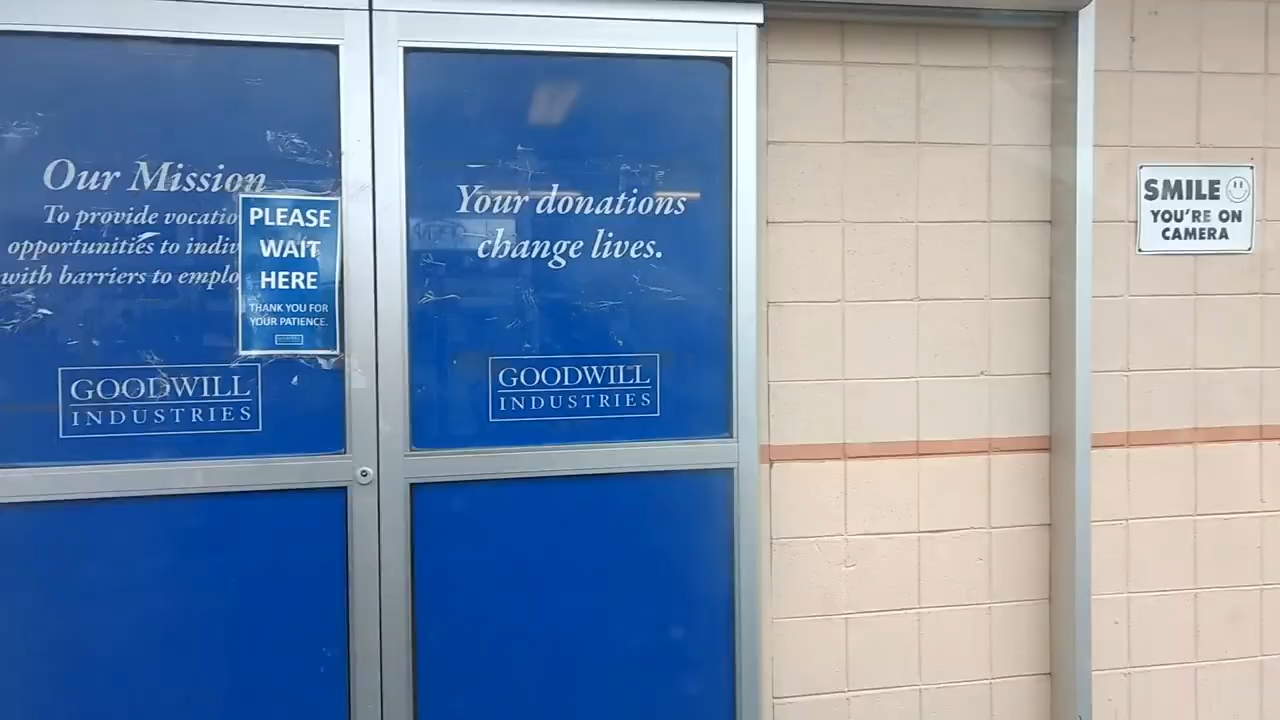 Our Mission
To provide vocatio
opportunities to indiv
with barriers to emplo
PLEASE
WAIT
HERE
THANK YOU FOR
YOUR PATIENCE.
GOODWILL
INDUSTRIES
Your donations
change lives.
GOODWILL
INDUSTRIES
SMILE
YOU'RE ON
CAMERA